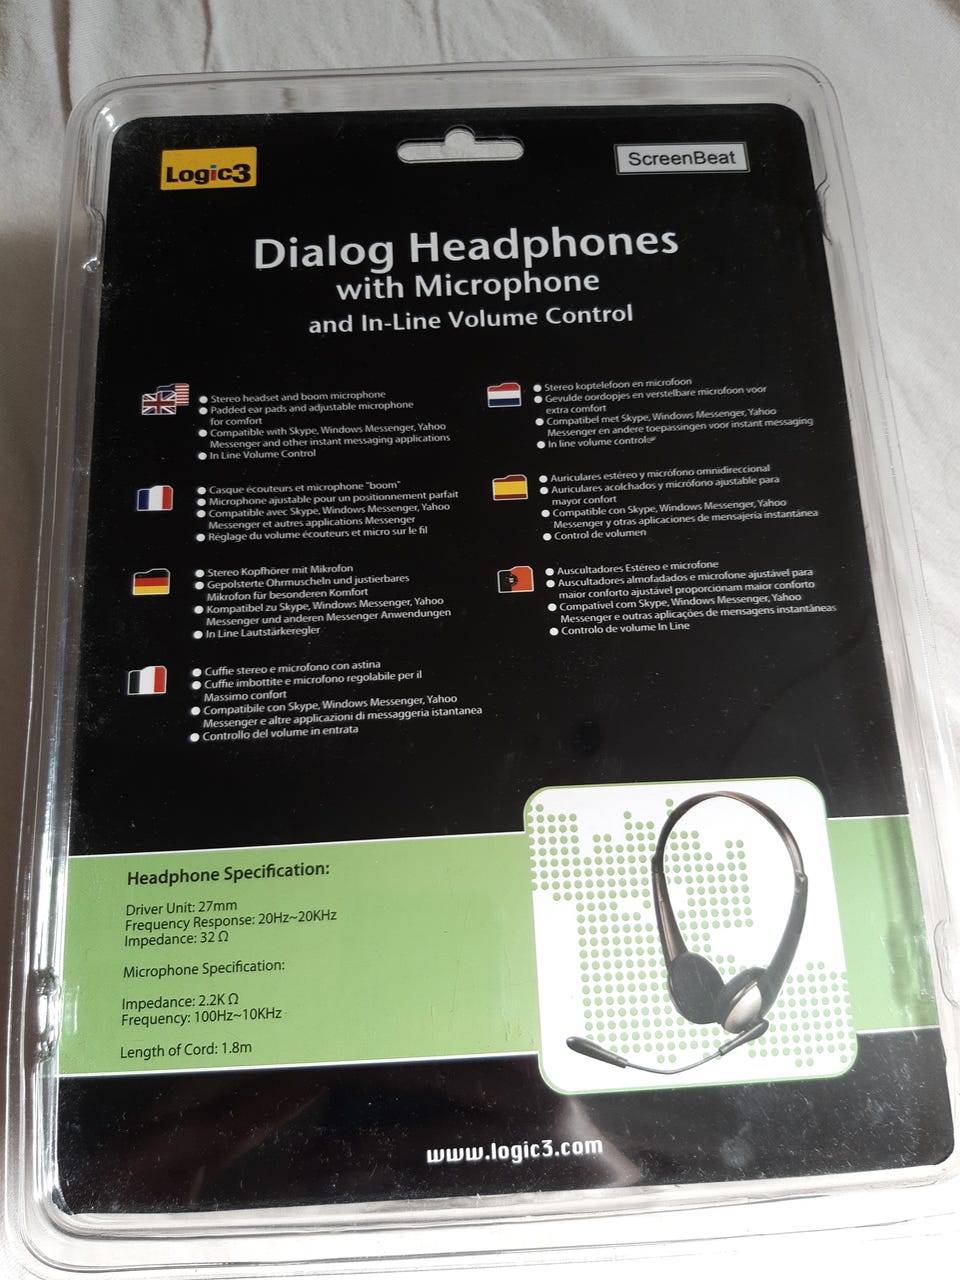 Logic3
ScreenBeat
Dialog Headphones
with Microphone
and In-Line Volume Control
Stereo headset and boom microphone
Padded ear pads and adjustable microphone
for comfort
Compatible with Skype, Windows Messenger, Yahoo
Messenger and other instant messaging applications
In Line Volume Control
Casque écouteurs et microphone "boom"
Microphone ajustable pour un positionnement parfait
Compatible avec Skype, Windows Messenger, Yahoo
Messenger et autres applications Messenger
Réglage du volume écouteurs et micro sur le fil
Stereo Kopfhörer mit Mikrofon
Gepolsterte Ohrmuscheln und justierbares
Mikrofon für besonderen Komfort
Kompatibel zu Skype, Windows Messenger, Yahoo
Messenger und anderen Messenger Anwendungen
In Line Lautstärkeregler
Cuffie stereo e microfono con astina
Cuffie imbottite e microfono regolabile per il
Massimo confort
Compatibile con Skype, Windows Messenger, Yahoo
Messenger e altre applicazioni di messaggeria istantanea
Controllo del volume in entrata
Stereo koptelefoon en microfoon
Gevulde oordopjes en verstelbare microfoon voor
extra comfort
Compatibel met Skype, Windows Messenger, Yahoo
Messenger en andere toepassingen voor instant messaging
In line volume control
Auriculares estéreo y micrófono omnidireccional
Auriculares acolchados y micrófono ajustable para
mayor confort
Compatible con Skype, Windows Messenger, Yahoo
Messenger y otras aplicaciones de mensajería instantánea
Control de volumen
Auscultadores Estéreo e microfone
Auscultadores almofadados e microfone ajustável para
maior conforto ajustável proporcionam maior conforto
Compatível com Skype, Windows Messenger, Yahoo
Messenger e outras aplicações de mensagens instantâneas
Controlo de volume In Line
Headphone Specification:
Driver Unit: 27mm
Frequency Response: 20Hz~20KHz
Impedance: 32 Ω
Microphone Specification:
Impedance: 2.2K Ω
Frequency: 100Hz~10KHz
Length of Cord: 1.8m
www.logic3.com